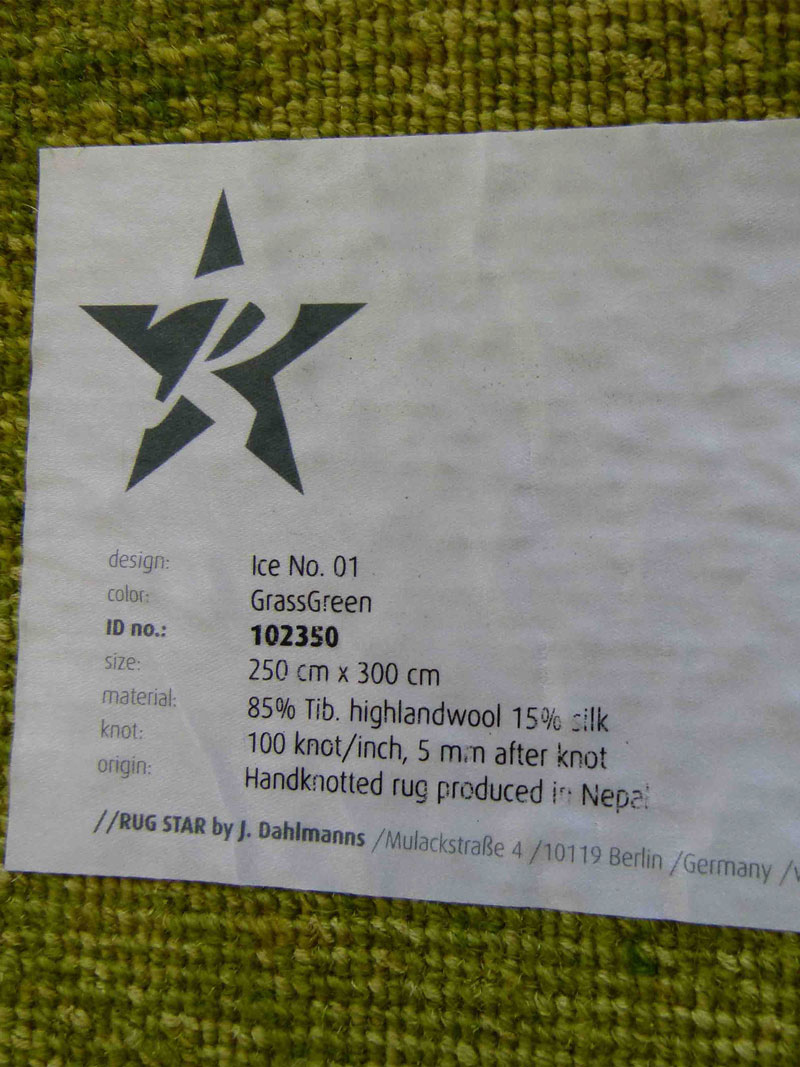 design: Ice No. 01
color: GrassGreen
ID no.: 102350
size: 250 cm x 300 cm
material: 85% Tib. highlandwool 15% silk
knot: 100 knot/inch, 5 mm after knot
origin: Handknotted rug produced in Nepal
//RUG STAR by J. Dahlmanns /Mulackstraße 4 /10119 Berlin /Germany /